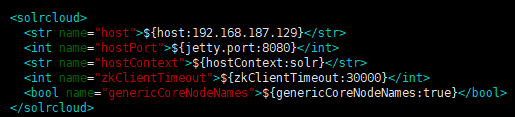 <solrcloud>
<str name="host">${host:192.168.187.129}</str>
<int name="hostPort">${jetty.port:8080}</int>
<str name="hostContext">${hostContext:solr}</str>
<int name="zkClientTimeout">${zkClientTimeout:30000}</int>
<bool name="genericCoreNodeNames">${genericCoreNodeNames:true}</bool>
</solrcloud>